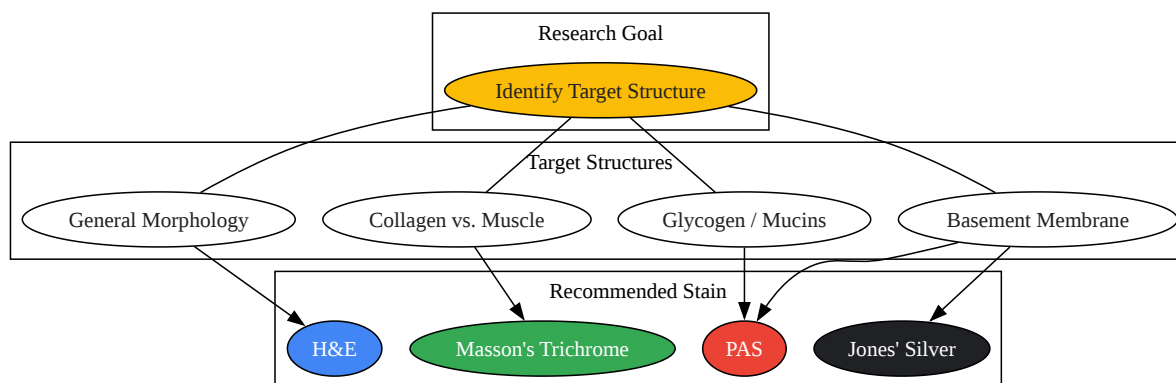 Research Goal
Identify Target Structure
Target Structures
General Morphology
Collagen vs. Muscle
Glycogen / Mucins
Basement Membrane
Recommended Stain
H&E
Masson's Trichrome
PAS
Jones' Silver